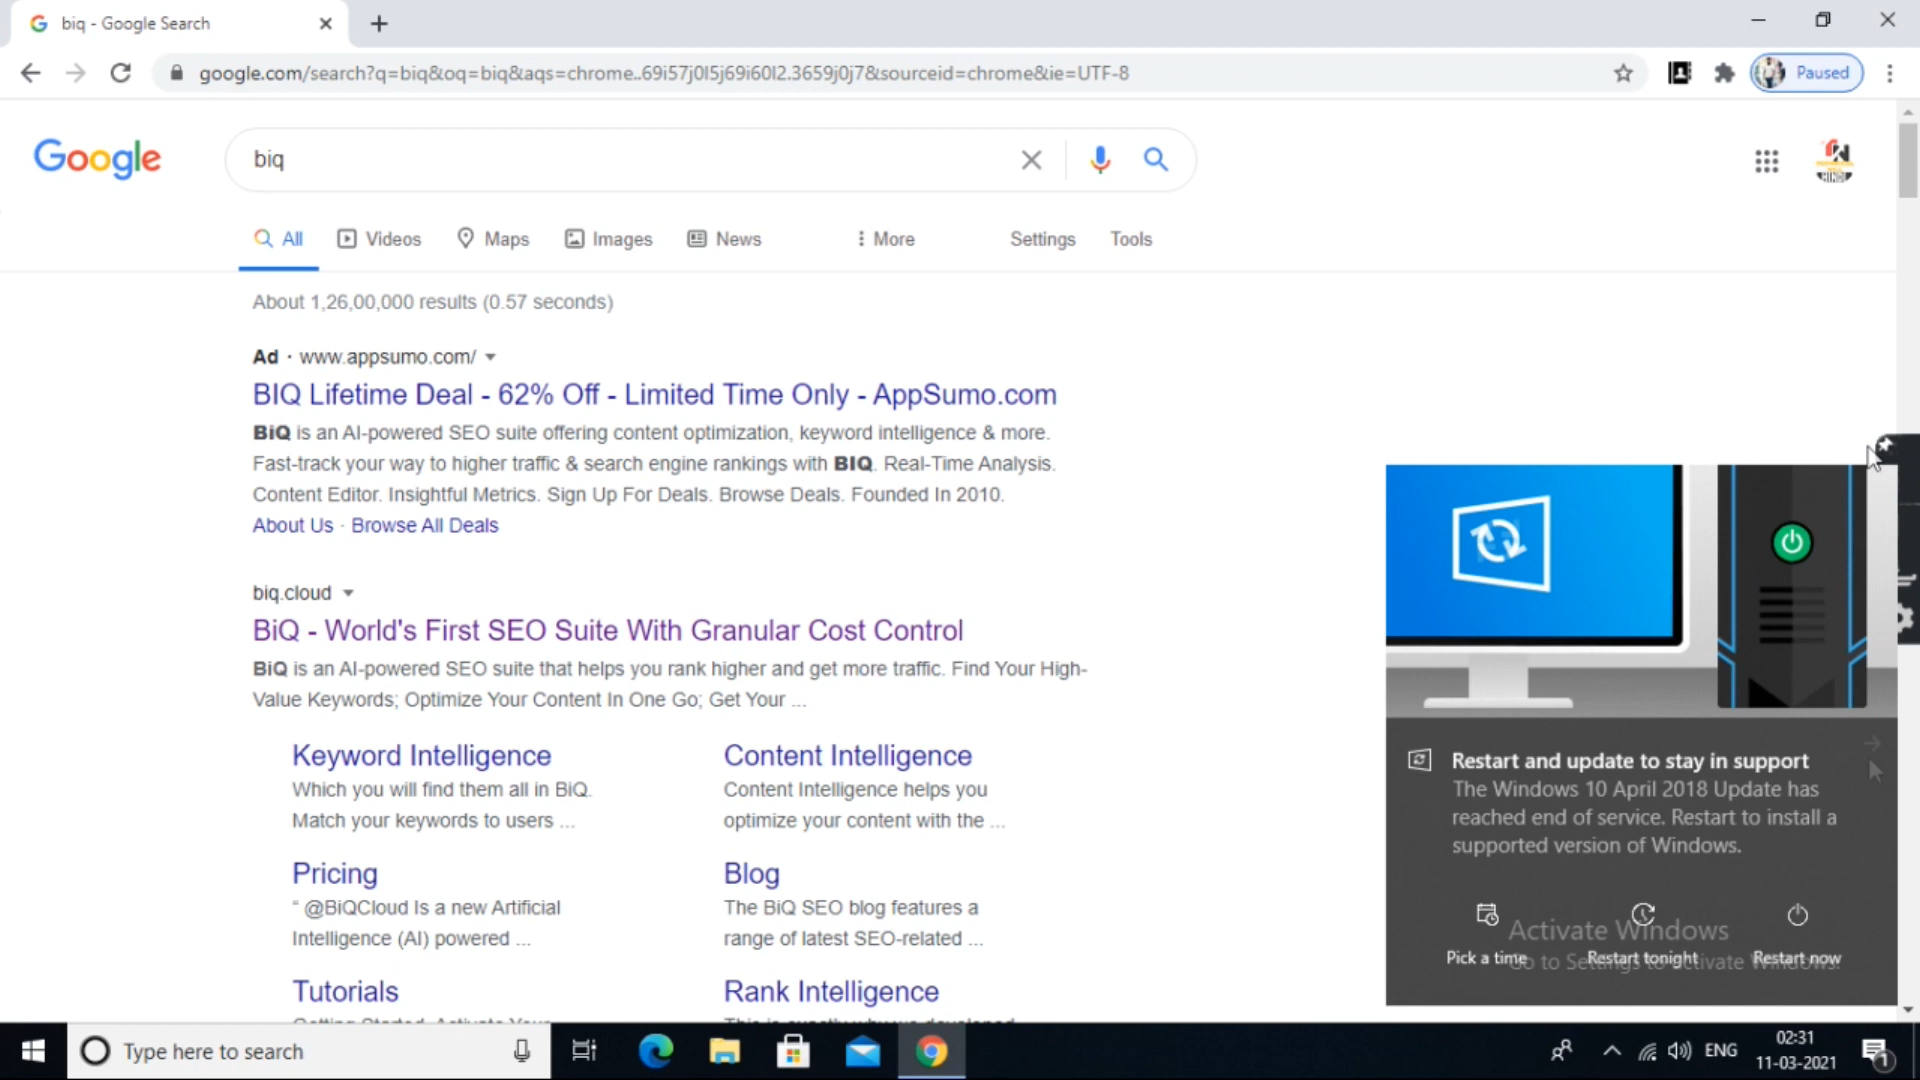 biq - Google Search
google.com/search?q=biq&oq=biq&aqs=chrome..69i57j0l5j69i60l2.3659j0j7&sourceid=chrome&ie=UTF-8
Paused
Google
biq
All
Videos
Maps
Images
News
More
Settings
Tools
About 1,26,00,000 results (0.57 seconds)
Ad · www.appsumo.com/
BIQ Lifetime Deal - 62% Off - Limited Time Only - AppSumo.com
BiQ is an AI-powered SEO suite offering content optimization, keyword intelligence & more.
Fast-track your way to higher traffic & search engine rankings with BIQ. Real-Time Analysis.
Content Editor. Insightful Metrics. Sign Up For Deals. Browse Deals. Founded In 2010.
About Us · Browse All Deals
biq.cloud
BiQ - World's First SEO Suite With Granular Cost Control
BiQ is an AI-powered SEO suite that helps you rank higher and get more traffic. Find Your High-
Value Keywords; Optimize Your Content In One Go; Get Your ...
Keyword Intelligence
Which you will find them all in BiQ.
Match your keywords to users ...
Content Intelligence
Content Intelligence helps you
optimize your content with the ...
Pricing
“ @BiQCloud Is a new Artificial
Intelligence (AI) powered ...
Blog
The BiQ SEO blog features a
range of latest SEO-related ...
Tutorials
Rank Intelligence
Restart and update to stay in support
The Windows 10 April 2018 Update has
reached end of service. Restart to install a
supported version of Windows.
Activate Windows
Go to Settings to activate Windows.
Pick a time
Restart tonight
Restart now
Type here to search
ENG
02:31
11-03-2021
1